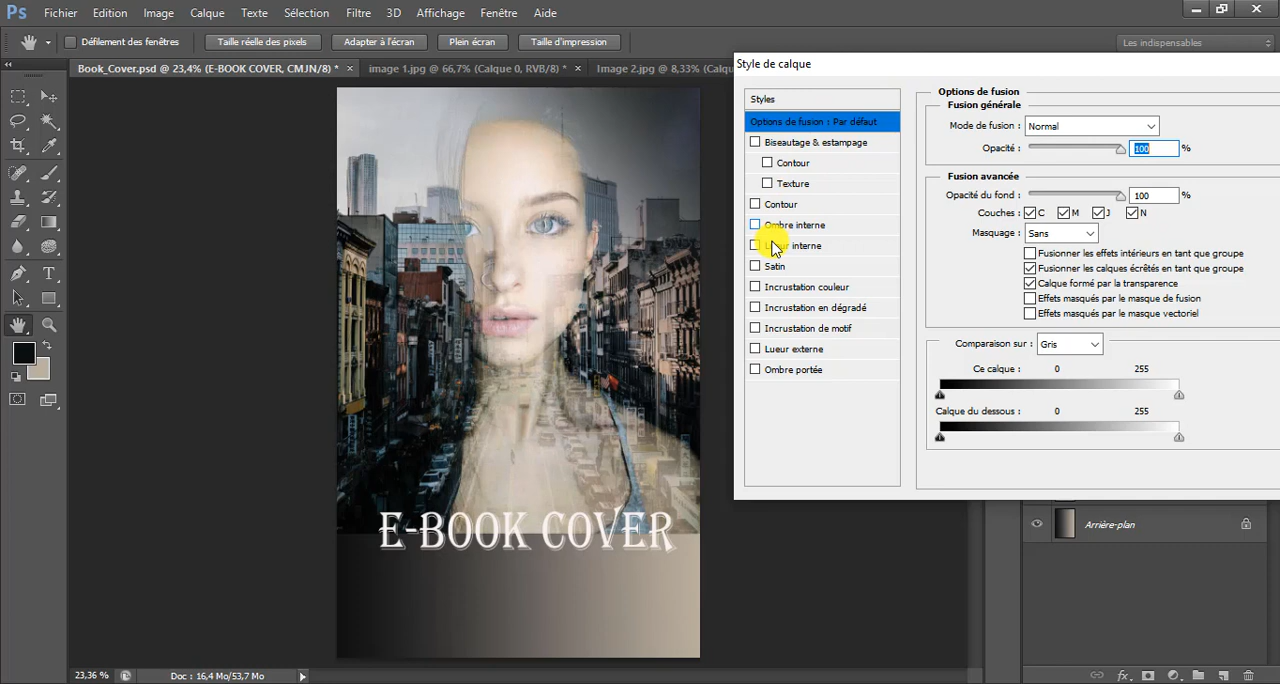 Ps Fichier Edition Image Calque Texte Sélection Filtre 3D Affichage Fenêtre Aide
Défilement des fenêtres Taille réelle des pixels Adapter à l'écran Plein écran Taille d'impression Les indispensables
Book_Cover.psd @ 23,4% (E-BOOK COVER, CMJN/8) * × image 1.jpg @ 66,7% (Calque 0, RVB/8) * × Image 2.jpg @ 8,33% (Calqu
Style de calque
Styles
Options de fusion : Par défaut
Biseautage & estampage
Contour
Texture
Contour
Ombre interne
Lueur interne
Satin
Incrustation couleur
Incrustation en dégradé
Incrustation de motif
Lueur externe
Ombre portée
Options de fusion
Fusion générale
Mode de fusion : Normal
Opacité : 100 %
Fusion avancée
Opacité du fond : 100 %
Couches : C M J N
Masquage : Sans
Fusionner les effets intérieurs en tant que groupe
Fusionner les calques écrêtés en tant que groupe
Calque formé par la transparence
Effets masqués par le masque de fusion
Effets masqués par le masque vectoriel
Comparaison sur : Gris
Ce calque : 0 255
Calque du dessous : 0 255
E-BOOK COVER
Arrière-plan
23,36 % Doc : 16,4 Mo/53,7 Mo
fx